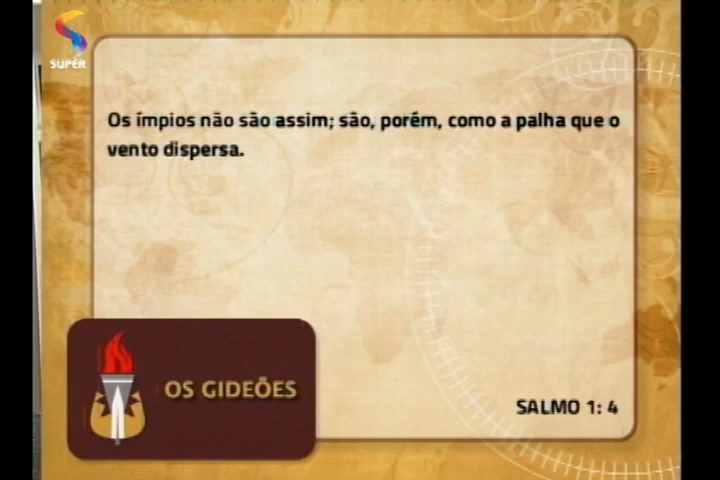 SUPER
Os ímpios não são assim; são, porém, como a palha que o
vento dispersa.
OS GIDEÕES
SALMO 1: 4